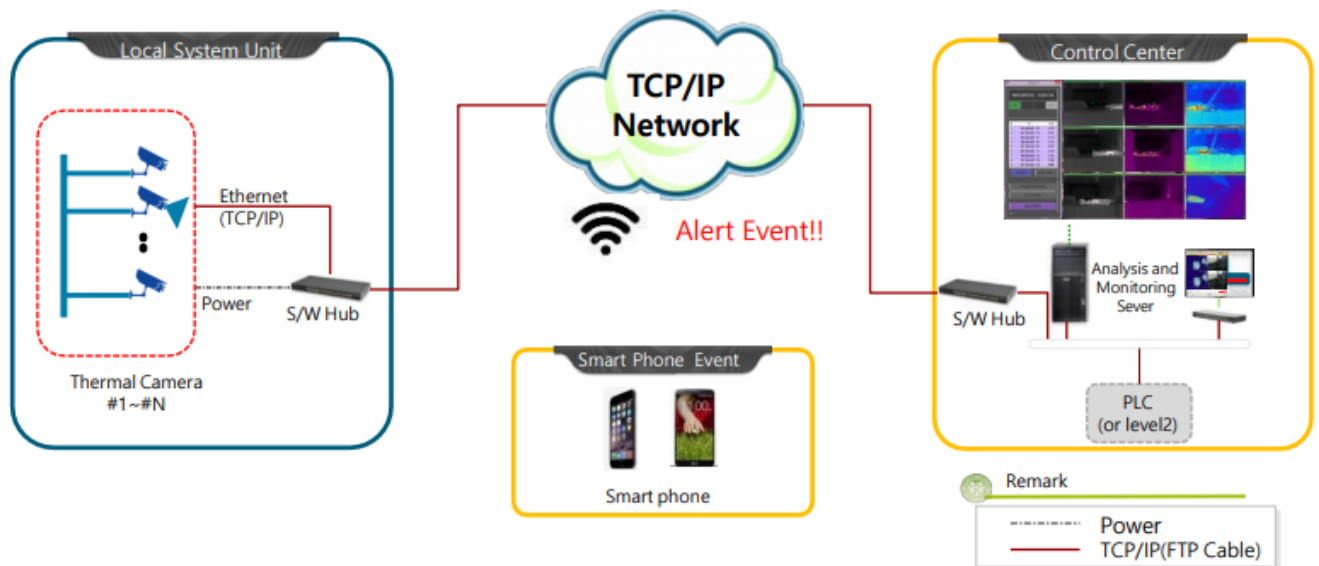 Local System Unit
TCP/IP
Network
Control Center
Ethernet
(TCP/IP)
Alert Event!!
Power
S/W Hub
Analysis and
Monitoring
Sever
S/W Hub
Thermal Camera
#1~#N
Smart Phone Event
Smart phone
PLC
(or level2)
Remark
Power
TCP/IP(FTP Cable)